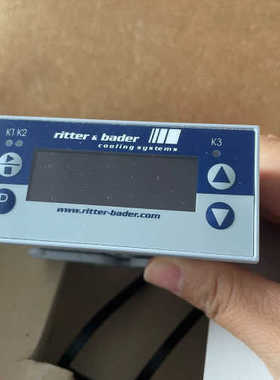 ritter & bader
cooling systems
K1 K2
K3
D
www.ritter-bader.com